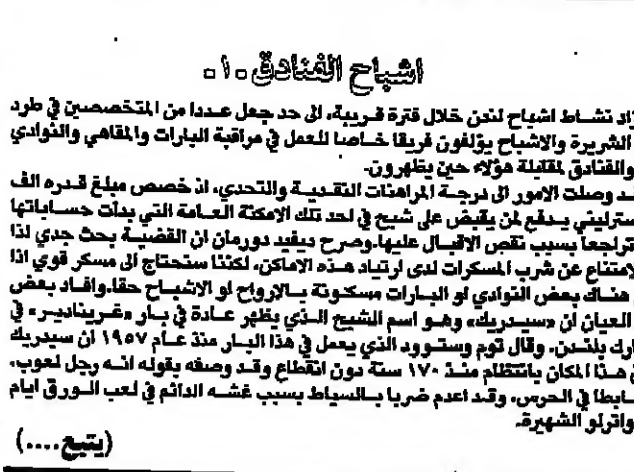 اشباح الفنادق ـ ١ ـ
زاد نشاط اشباح لندن خلال فترة قريبة، الى حد جعل عددا من المتخصصين في طرد
الشريرة والاشباح يؤلفون فريقا خاصا للعمل في مراقبة البارات والمقاهي والنوادي
والفنادق لمقابلة هؤلاء حين يظهرون.
وصلت الامور الى درجة المراهنات النقدية والتحدي، اذ خصص مبلغ قدره الف
سترليني يدفع لمن يقبض على شبح في احد تلك الامكنة العامة التي بدأت حساباتها
تراجعاً بسبب نقص الاقبال عليها. وصرح ديفيد دورمان ان القضية بحث جدي لذا
الامتناع عن شرب المسكرات لدى ارتياد هذه الاماكن، لكننا سنحتاج الى مسكر قوي اذا
هناك بعض النوادي او البارات مسكونة بالارواح او الاشباح حقا. وافاد بعض
العيان ان «سيدريك» وهو اسم الشبح الذي يظهر عادة في بار «غرينادير» في
بارك بلندن. وقال توم وستوود الذي يعمل في هذا البار منذ عام ١٩٥٧ ان سيدريك
هذا المكان بانتظام منذ ١٧٠ سنة دون انقطاع وقد وصفه بقوله انه رجل لعوب،
ضابطا في الحرس، وقد اعدم ضربا بالسياط بسبب غشه الدائم في لعب الورق ايام
واترلو الشهيرة.
(يتبع....)